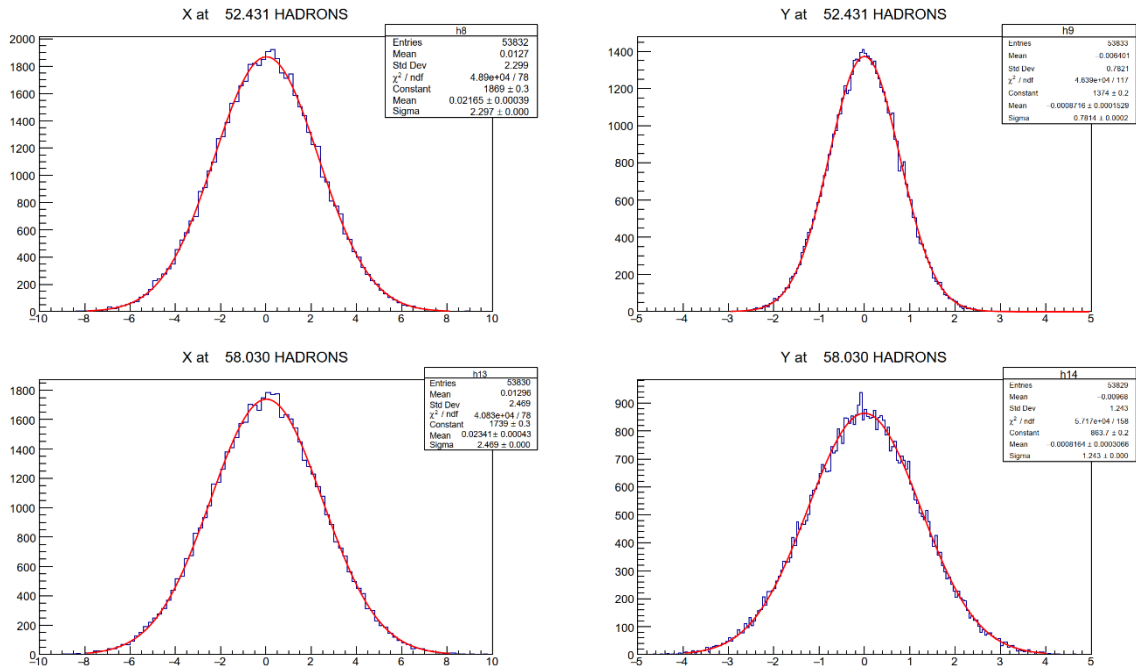 X at 52.431 HADRONS
h8
Entries 53832
Mean 0.0127
Std Dev 2.299
χ² / ndf 4.89e+04 / 78
Constant 1869 ± 0.3
Mean 0.02165 ± 0.00039
Sigma 2.297 ± 0.000
2000
1800
1600
1400
1200
1000
800
600
400
200
0
−10 −8 −6 −4 −2 0 2 4 6 8 10
Y at 52.431 HADRONS
h9
Entries 53833
Mean −0.006401
Std Dev 0.7821
χ² / ndf 4.639e+04 / 117
Constant 1374 ± 0.2
Mean −0.0008716 ± 0.0001529
Sigma 0.7814 ± 0.0002
1400
1200
1000
800
600
400
200
0
−5 −4 −3 −2 −1 0 1 2 3 4 5
X at 58.030 HADRONS
h13
Entries 53830
Mean 0.01296
Std Dev 2.469
χ² / ndf 4.083e+04 / 78
Constant 1739 ± 0.3
Mean 0.02341 ± 0.00043
Sigma 2.469 ± 0.000
1800
1600
1400
1200
1000
800
600
400
200
0
−10 −8 −6 −4 −2 0 2 4 6 8 10
Y at 58.030 HADRONS
h14
Entries 53829
Mean −0.00968
Std Dev 1.243
χ² / ndf 5.717e+04 / 158
Constant 863.7 ± 0.2
Mean −0.0008164 ± 0.0003066
Sigma 1.243 ± 0.000
900
800
700
600
500
400
300
200
100
0
−5 −4 −3 −2 −1 0 1 2 3 4 5